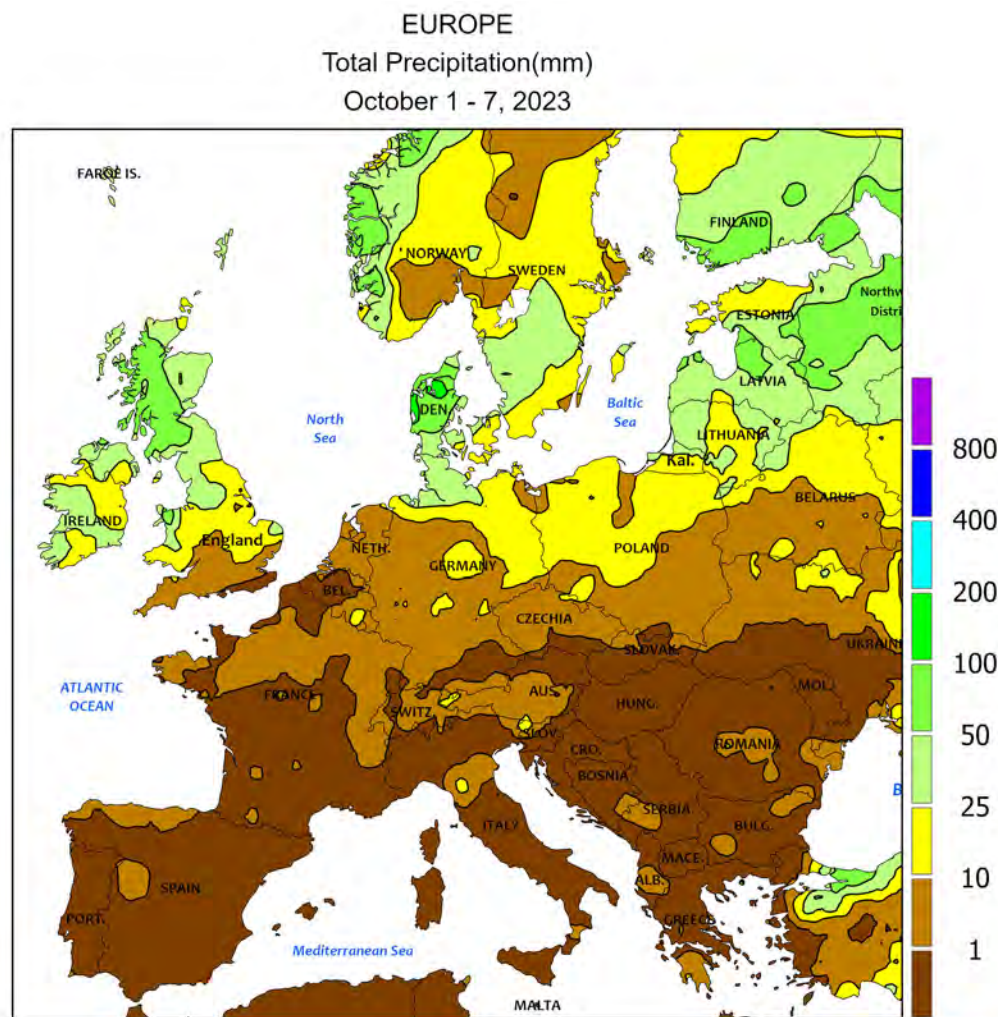 EUROPE
Total Precipitation(mm)
October 1 - 7, 2023
FAROE IS.
FINLAND
NORWAY
SWEDEN
Northw
Distri
ESTONIA
LATVIA
DEN.
North
Sea
Baltic
Sea
LITHUANIA
Kal.
BELARUS
IRELAND
England
NETH.
GERMANY
POLAND
BEL.
CZECHIA
UKRAINE
SLOVAK.
ATLANTIC
OCEAN
FRANCE
SWITZ.
AUS.
HUNG.
MOL.
SLOV.
ROMANIA
CRO.
BOSNIA
B
SERBIA
ITALY
BULG.
MACE.
ALB.
SPAIN
PORT.
GREECE
Mediterranean Sea
MALTA
800
400
200
100
50
25
10
1